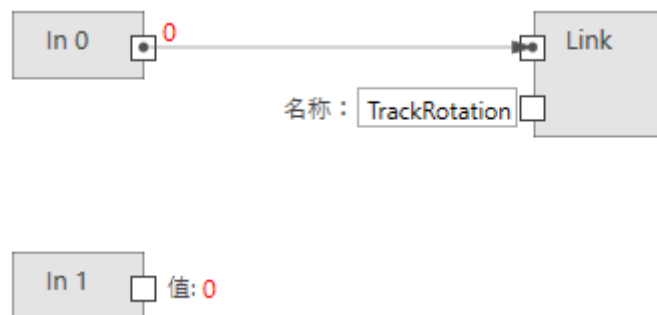 In 0
0
Link
名称：
TrackRotation
In 1
值: 0